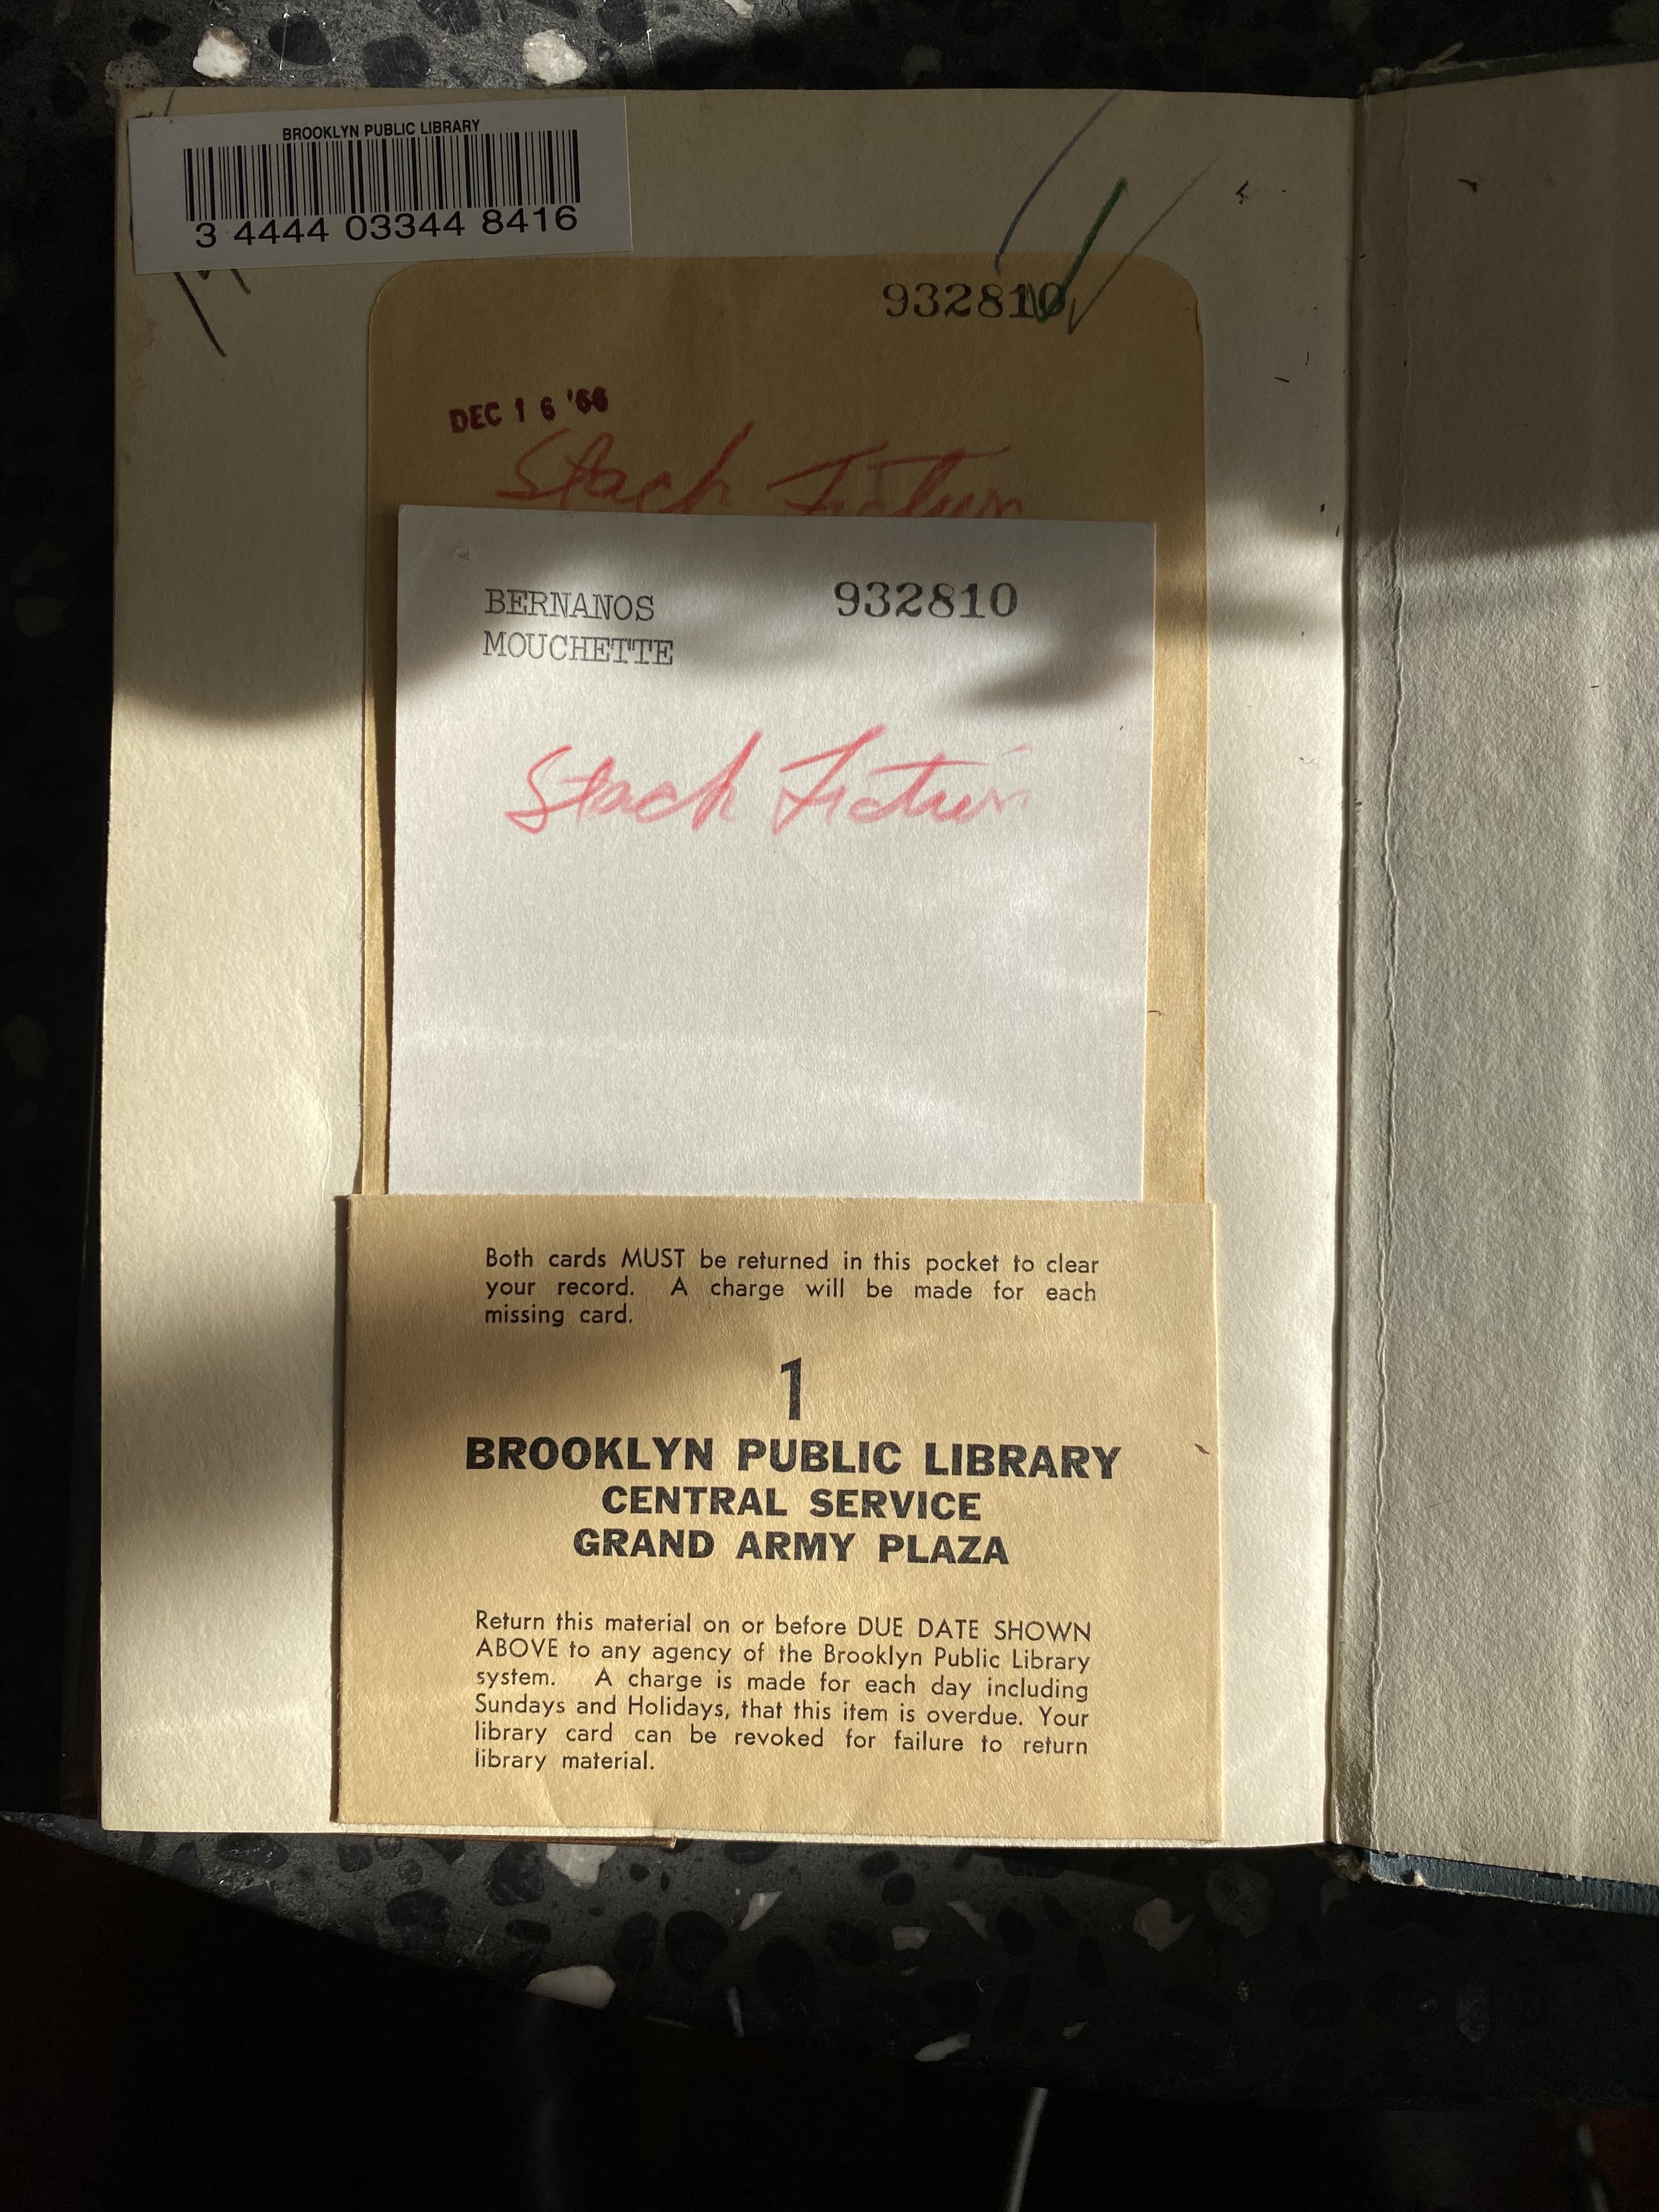 BROOKLYN PUBLIC LIBRARY
3 4444 03344 8416
932810
DEC 16 '66
Stack Fiction
BERNANOS 932810
MOUCHETTE
Stack Fiction
Both cards MUST be returned in this pocket to clear
your record. A charge will be made for each
missing card.
1
BROOKLYN PUBLIC LIBRARY
CENTRAL SERVICE
GRAND ARMY PLAZA
Return this material on or before DUE DATE SHOWN
ABOVE to any agency of the Brooklyn Public Library
system. A charge is made for each day including
Sundays and Holidays, that this item is overdue. Your
library card can be revoked for failure to return
library material.